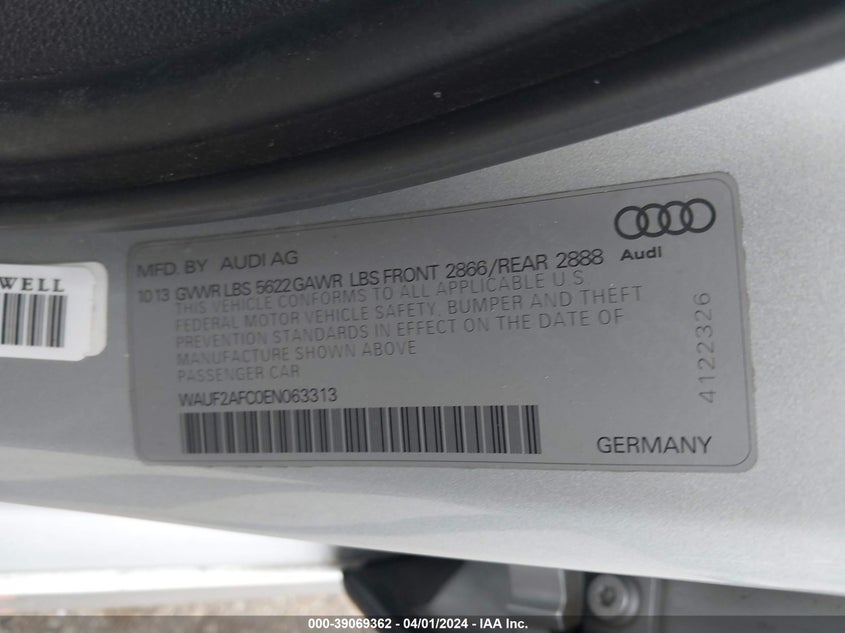 WELL
Audi
MFD. BY AUDI AG
10 13 GVWR LBS 5622 GAWR LBS FRONT 2866/REAR 2888
THIS VEHICLE CONFORMS TO ALL APPLICABLE U.S.
FEDERAL MOTOR VEHICLE SAFETY, BUMPER AND THEFT
PREVENTION STANDARDS IN EFFECT ON THE DATE OF
MANUFACTURE SHOWN ABOVE
PASSENGER CAR
WAUF2AFC0EN063313
4122326
GERMANY
000-39069362 - 04/01/2024 - IAA Inc.